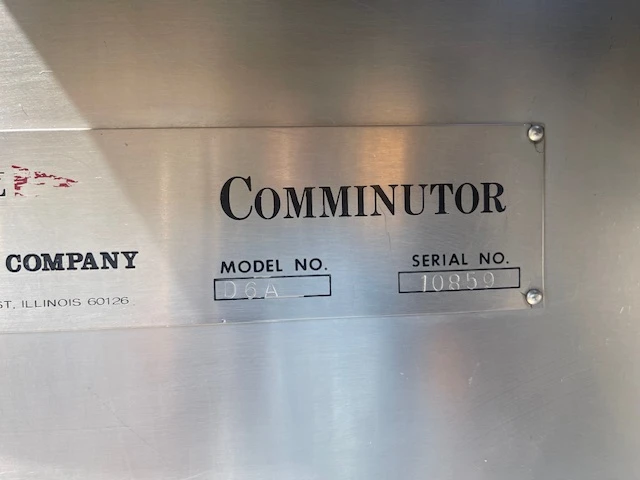 COMMINUTOR
COMPANY
MODEL NO. SERIAL NO.
D6A 10859
ST, ILLINOIS 60126